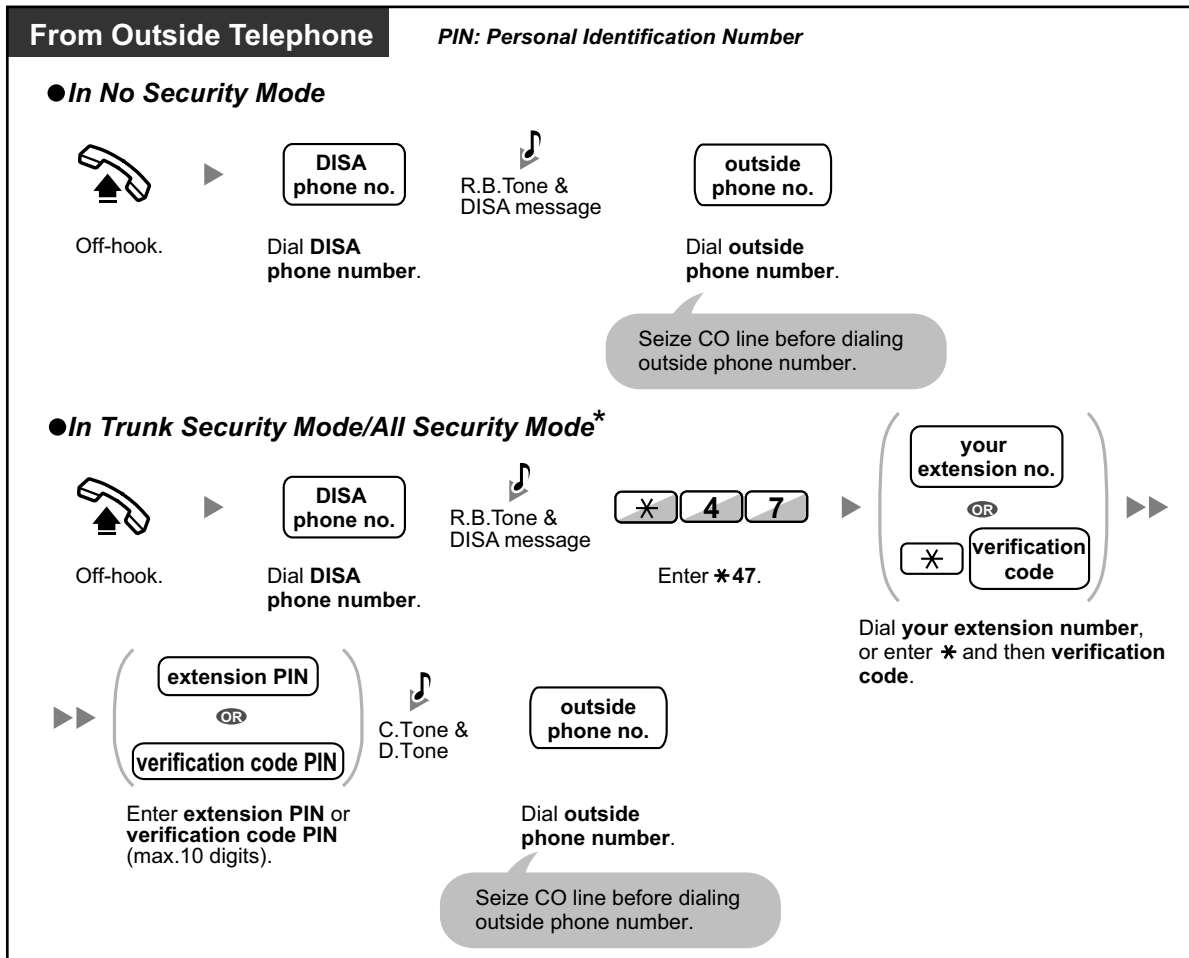 From Outside Telephone
PIN: Personal Identification Number
●In No Security Mode
DISA
phone no.
R.B.Tone &
DISA message
outside
phone no.
Off-hook.
Dial DISA
phone number.
Dial outside
phone number.
Seize CO line before dialing
outside phone number.
●In Trunk Security Mode/All Security Mode*
DISA
phone no.
R.B.Tone &
DISA message
* 4 7
your
extension no.
OR
* verification
code
Off-hook.
Dial DISA
phone number.
Enter *47.
Dial your extension number,
or enter * and then verification
code.
extension PIN
OR
verification code PIN
C.Tone &
D.Tone
outside
phone no.
Enter extension PIN or
verification code PIN
(max.10 digits).
Dial outside
phone number.
Seize CO line before dialing
outside phone number.